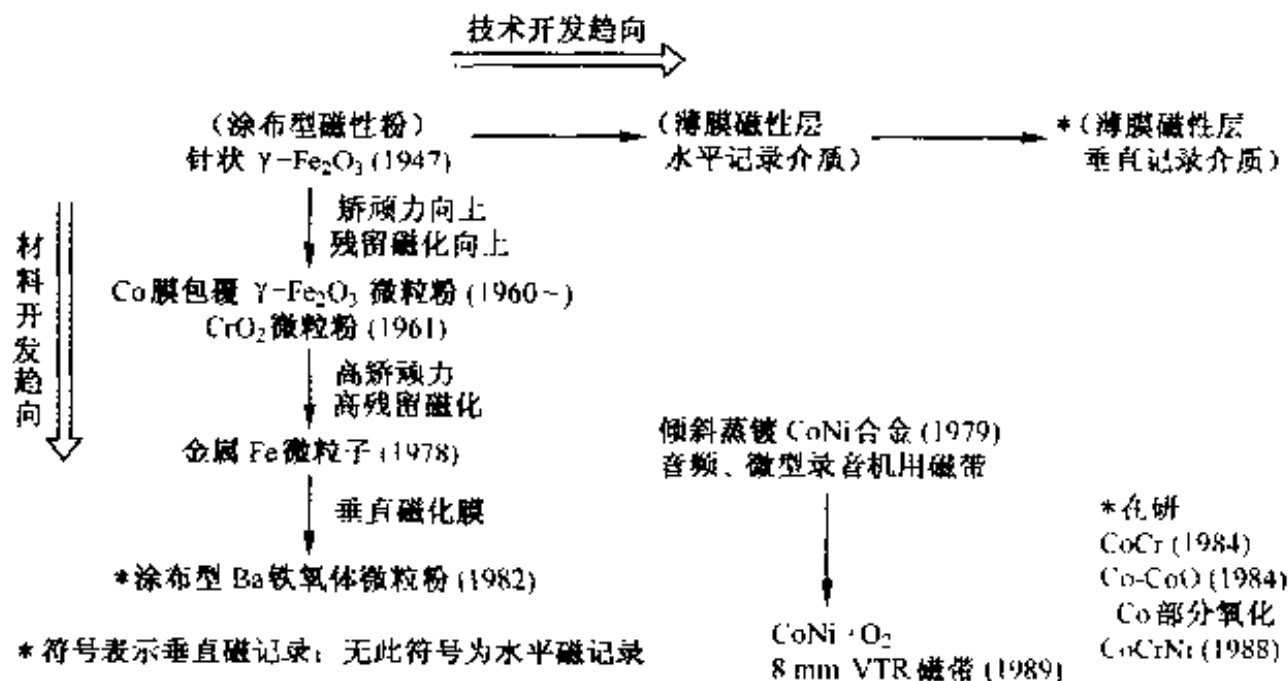 技术开发趋向
（涂布型磁性粉）
针状 γ-Fe₂O₃ (1947)
（薄膜磁性层
水平记录介质）
*（薄膜磁性层
垂直记录介质）
材料开发趋向
矫顽力向上
残留磁化向上
Co膜包覆 γ-Fe₂O₃ 微粒粉 (1960~)
CrO₂微粒粉 (1961)
高矫顽力
高残留磁化
金属 Fe 微粒子 (1978)
垂直磁化膜
*涂布型 Ba 铁氧体微粒粉 (1982)
倾斜蒸镀 CoNi合金 (1979)
音频、微型录音机用磁带
CoNi·O₂
8 mm VTR 磁带 (1989)
*在研
CoCr (1984)
Co-CoO (1984)
Co部分氧化
CoCrNi (1988)
*符号表示垂直磁记录；无此符号为水平磁记录